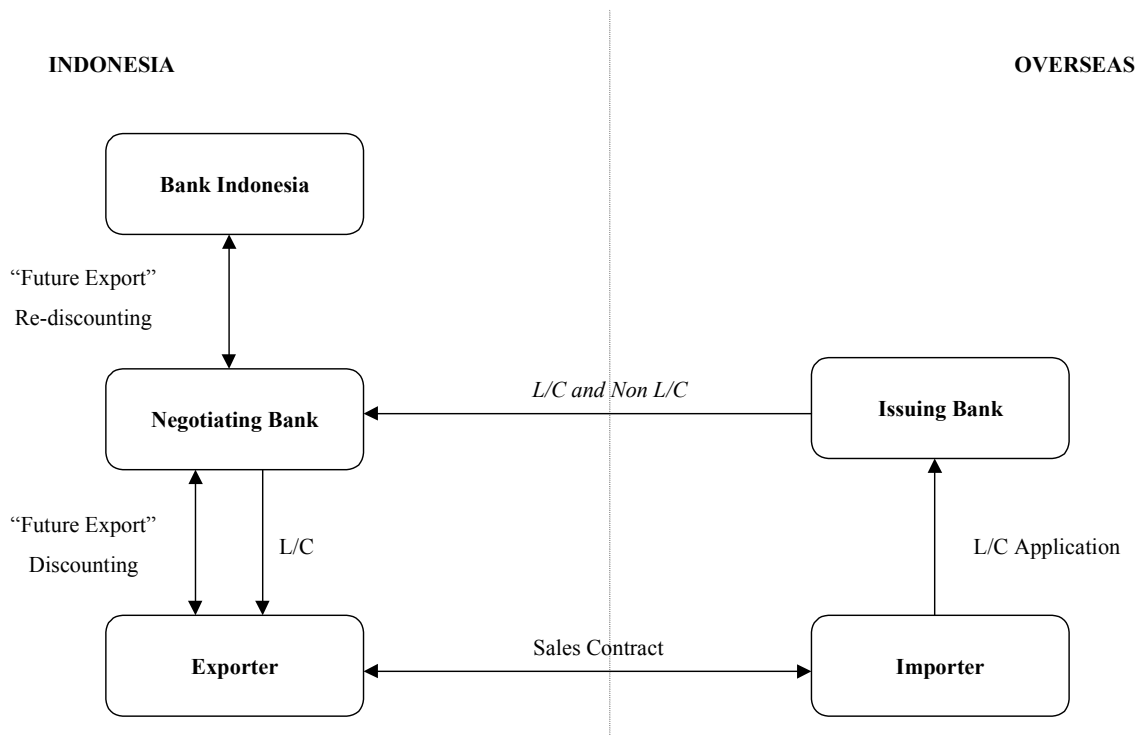 INDONESIA
OVERSEAS
Bank Indonesia
“Future Export”
Re-discounting
L/C and Non L/C
Negotiating Bank
Issuing Bank
“Future Export”
Discounting
L/C
L/C Application
Sales Contract
Exporter
Importer